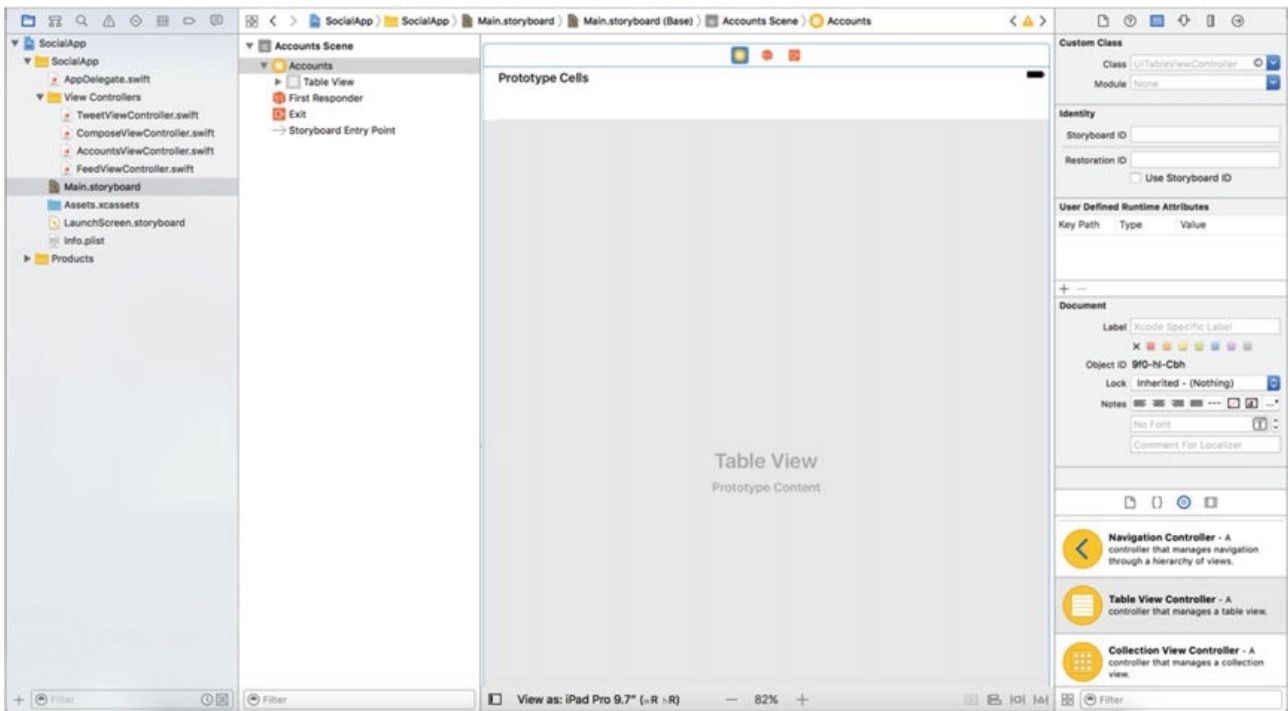 SocialApp
SocialApp
Main.storyboard
Main.storyboard (Base)
Accounts Scene
Accounts
SocialApp
SocialApp
AppDelegate.swift
View Controllers
TweetViewController.swift
ComposeViewController.swift
AccountsViewController.swift
FeedViewController.swift
Main.storyboard
Assets.xcassets
LaunchScreen.storyboard
Info.plist
Products
Filter
Accounts Scene
Accounts
Table View
First Responder
Exit
Storyboard Entry Point
Filter
Prototype Cells
Table View
Prototype Content
View as: iPad Pro 9.7" (wR hR)
82%
Custom Class
Class UITableViewController
Module None
Identity
Storyboard ID
Restoration ID
Use Storyboard ID
User Defined Runtime Attributes
Key Path Type Value
Document
Label Xcode Specific Label
Object ID 9f0-hI-Cbh
Lock Inherited - (Nothing)
Notes
No Font
Comment For Localizer
Navigation Controller - A
controller that manages navigation
through a hierarchy of views.
Table View Controller - A
controller that manages a table view.
Collection View Controller - A
controller that manages a collection
view.
Filter